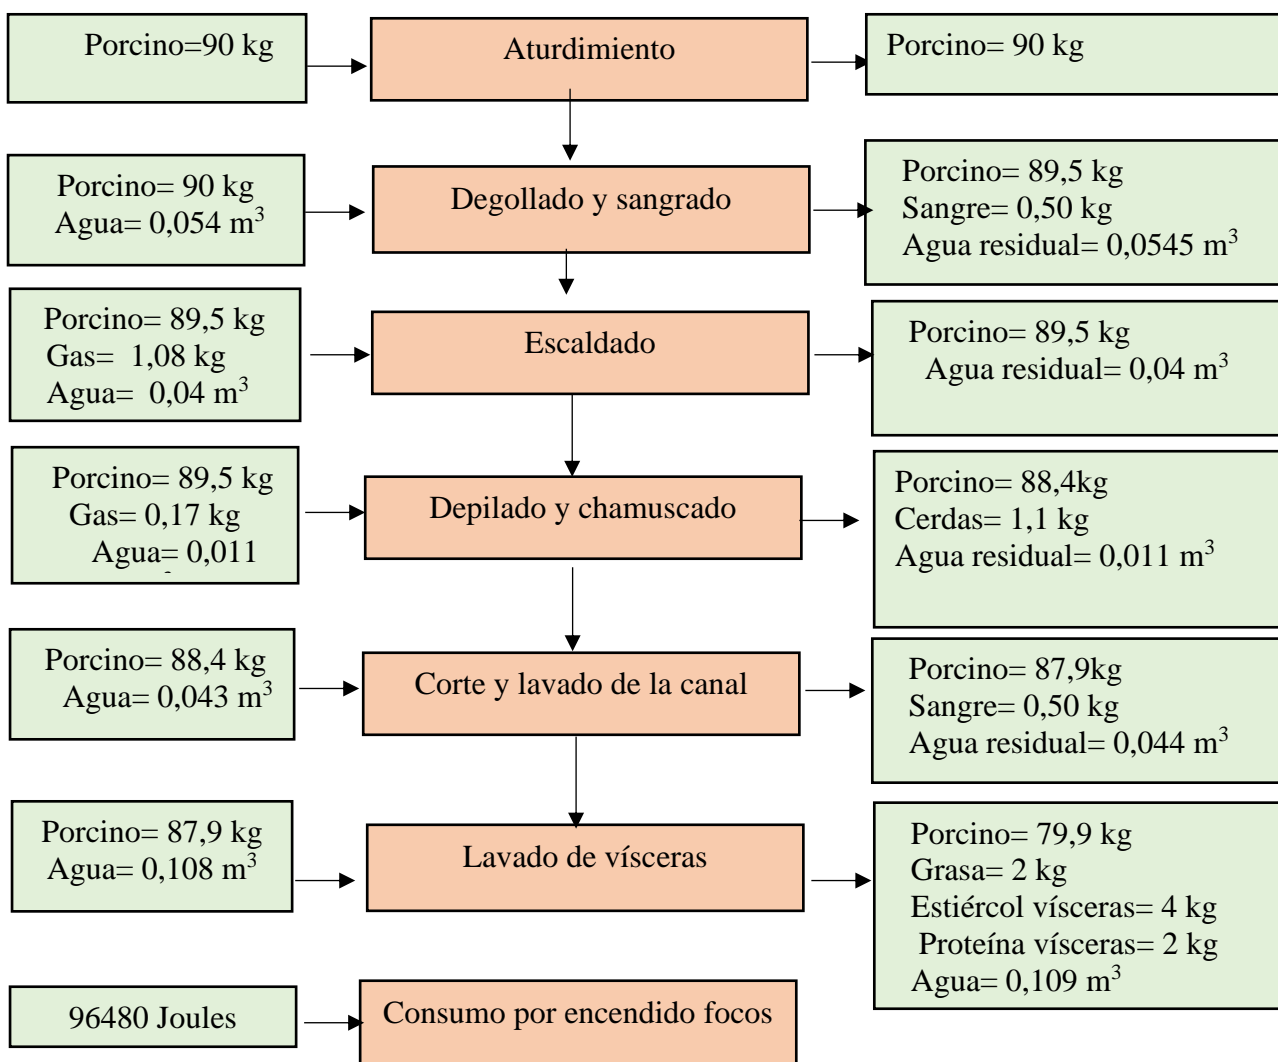 Porcino=90 kg
Aturdimiento
Porcino= 90 kg
Porcino= 90 kg
Agua= 0,054 m³
Degollado y sangrado
Porcino= 89,5 kg
Sangre= 0,50 kg
Agua residual= 0,0545 m³
Porcino= 89,5 kg
Gas= 1,08 kg
Agua= 0,04 m³
Escaldado
Porcino= 89,5 kg
Agua residual= 0,04 m³
Porcino= 89,5 kg
Gas= 0,17 kg
Agua= 0,011
Depilado y chamuscado
Porcino= 88,4kg
Cerdas= 1,1 kg
Agua residual= 0,011 m³
Porcino= 88,4 kg
Agua= 0,043 m³
Corte y lavado de la canal
Porcino= 87,9kg
Sangre= 0,50 kg
Agua residual= 0,044 m³
Porcino= 87,9 kg
Agua= 0,108 m³
Lavado de vísceras
Porcino= 79,9 kg
Grasa= 2 kg
Estiércol vísceras= 4 kg
Proteína vísceras= 2 kg
Agua= 0,109 m³
96480 Joules
Consumo por encendido focos